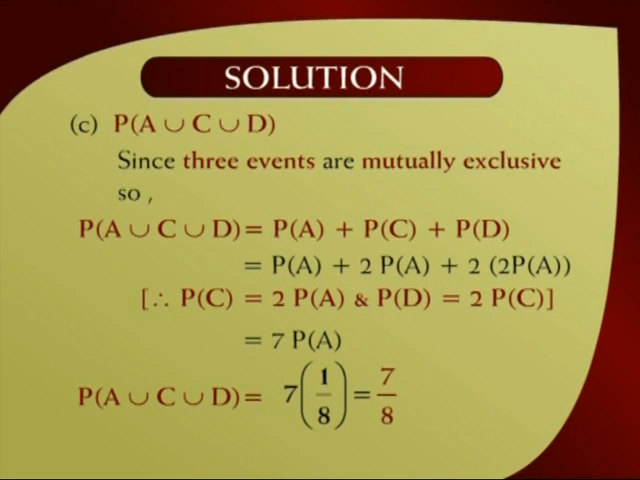 SOLUTION
(c) P(A ∪ C ∪ D)
Since three events are mutually exclusive
so ,
P(A ∪ C ∪ D) = P(A) + P(C) + P(D)
= P(A) + 2 P(A) + 2 (2P(A))
[∴ P(C) = 2 P(A) & P(D) = 2 P(C)]
= 7 P(A)
P(A ∪ C ∪ D) = 7(1/8) = 7/8